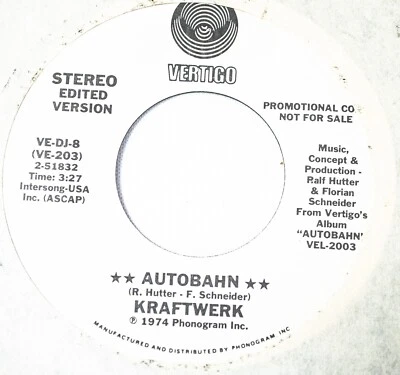 VERTIGO
STEREO
EDITED
VERSION
PROMOTIONAL CO
NOT FOR SALE
VE-DJ-8
(VE-203)
2-51832
Time: 3:27
Intersong-USA
Inc. (ASCAP)
Music,
Concept &
Production -
Ralf Hutter
& Florian
Schneider
From Vertigo's
Album
"AUTOBAHN'
VEL-2003
★★ AUTOBAHN ★★
(R. Hutter - F. Schneider)
KRAFTWERK
℗ 1974 Phonogram Inc.
MANUFACTURED AND DISTRIBUTED BY PHONOGRAM, INC